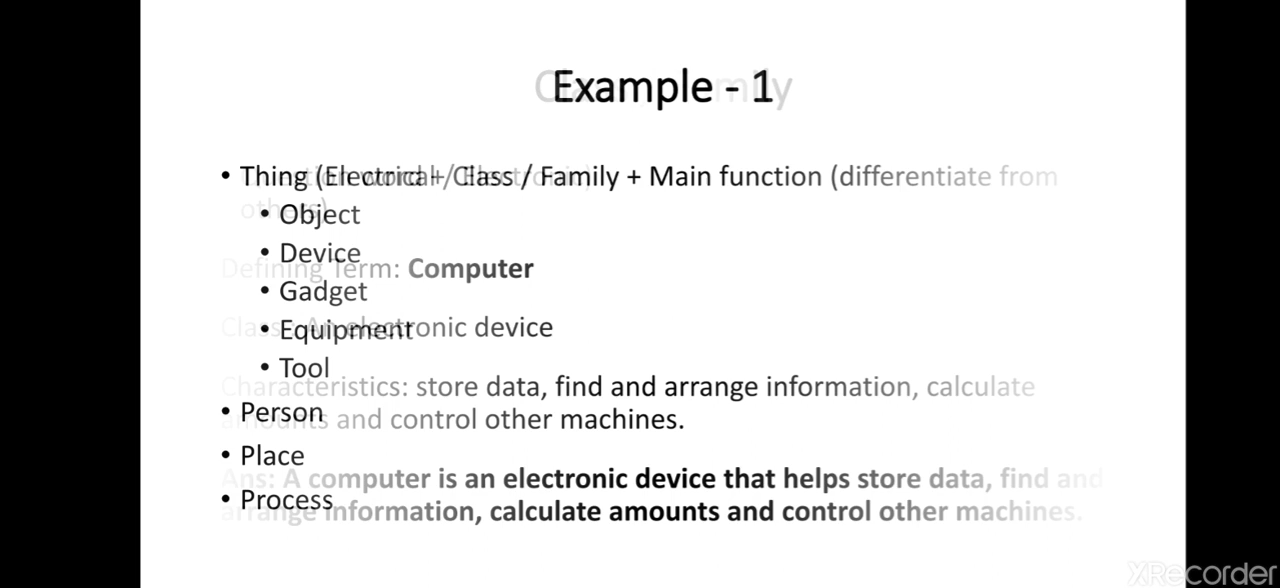 Example - 1
• Thing (Class / Family + Main function (differentiate from
others)
• Object
• Device
Defining Term: Computer
• Gadget
Class: An electronic device
• Equipment
• Tool
Characteristics: store data, find and arrange information, calculate
• Person
amounts and control other machines.
• Place
Ans: A computer is an electronic device that helps store data, find and
• Process
arrange information, calculate amounts and control other machines.
XRecorder